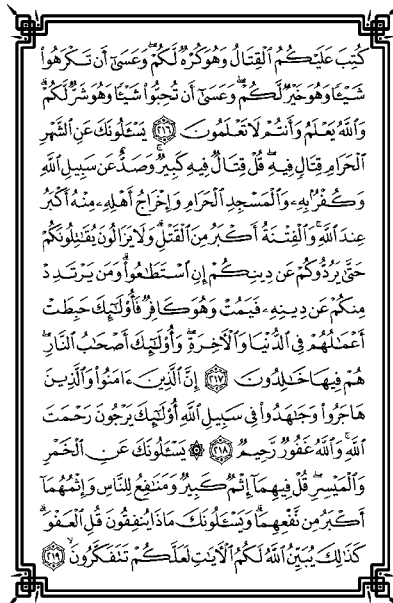 كُتِبَ عَلَيْكُمُ ٱلْقِتَالُ وَهُوَ كُرْهٌ لَّكُمْ ۖ وَعَسَىٰٓ أَن تَكْرَهُوا۟
شَيْـًٔا وَهُوَ خَيْرٌ لَّكُمْ ۖ وَعَسَىٰٓ أَن تُحِبُّوا۟ شَيْـًٔا وَهُوَ شَرٌّ لَّكُمْ ۗ
وَٱللَّهُ يَعْلَمُ وَأَنتُمْ لَا تَعْلَمُونَ ﴿٢١٦﴾ يَسْـَٔلُونَكَ عَنِ ٱلشَّهْرِ
ٱلْحَرَامِ قِتَالٍ فِيهِ ۖ قُلْ قِتَالٌ فِيهِ كَبِيرٌ ۖ وَصَدٌّ عَن سَبِيلِ ٱللَّهِ
وَكُفْرٌۢ بِهِۦ وَٱلْمَسْجِدِ ٱلْحَرَامِ وَإِخْرَاجُ أَهْلِهِۦ مِنْهُ أَكْبَرُ
عِندَ ٱللَّهِ ۚ وَٱلْفِتْنَةُ أَكْبَرُ مِنَ ٱلْقَتْلِ ۗ وَلَا يَزَالُونَ يُقَـٰتِلُونَكُمْ
حَتَّىٰ يَرُدُّوكُمْ عَن دِينِكُمْ إِنِ ٱسْتَطَـٰعُوا۟ ۚ وَمَن يَرْتَدِدْ
مِنكُمْ عَن دِينِهِۦ فَيَمُتْ وَهُوَ كَافِرٌ فَأُو۟لَـٰٓئِكَ حَبِطَتْ
أَعْمَـٰلُهُمْ فِى ٱلدُّنْيَا وَٱلْـَٔاخِرَةِ ۖ وَأُو۟لَـٰٓئِكَ أَصْحَـٰبُ ٱلنَّارِ ۖ
هُمْ فِيهَا خَـٰلِدُونَ ﴿٢١٧﴾ إِنَّ ٱلَّذِينَ ءَامَنُوا۟ وَٱلَّذِينَ
هَاجَرُوا۟ وَجَـٰهَدُوا۟ فِى سَبِيلِ ٱللَّهِ أُو۟لَـٰٓئِكَ يَرْجُونَ رَحْمَتَ
ٱللَّهِ ۚ وَٱللَّهُ غَفُورٌ رَّحِيمٌ ﴿٢١٨﴾ ۞ يَسْـَٔلُونَكَ عَنِ ٱلْخَمْرِ
وَٱلْمَيْسِرِ ۖ قُلْ فِيهِمَآ إِثْمٌ كَبِيرٌ وَمَنَـٰفِعُ لِلنَّاسِ وَإِثْمُهُمَآ
أَكْبَرُ مِن نَّفْعِهِمَا ۗ وَيَسْـَٔلُونَكَ مَاذَا يُنفِقُونَ قُلِ ٱلْعَفْوَ ۗ
كَذَٰلِكَ يُبَيِّنُ ٱللَّهُ لَكُمُ ٱلْـَٔايَـٰتِ لَعَلَّكُمْ تَتَفَكَّرُونَ ﴿٢١٩﴾